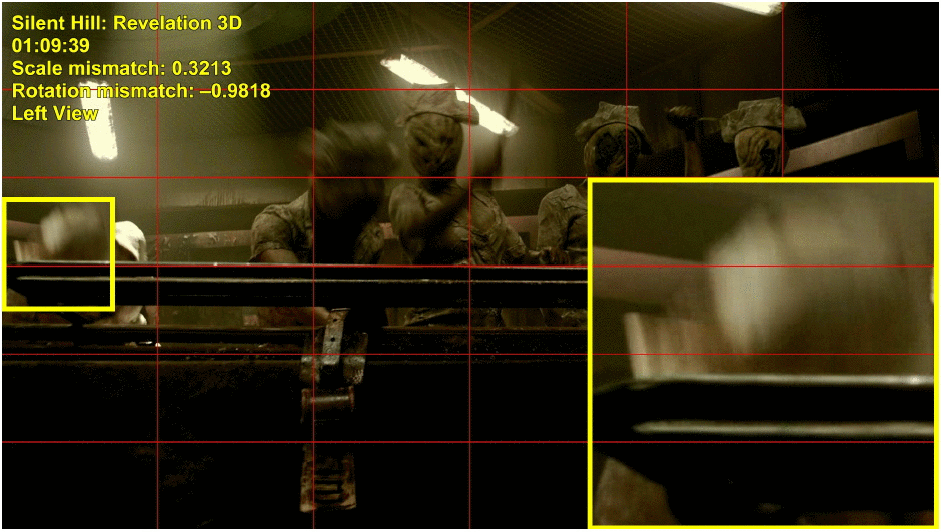 Silent Hill: Revelation 3D
01:09:39
Scale mismatch: 0.3213
Rotation mismatch: –0.9818
Left View